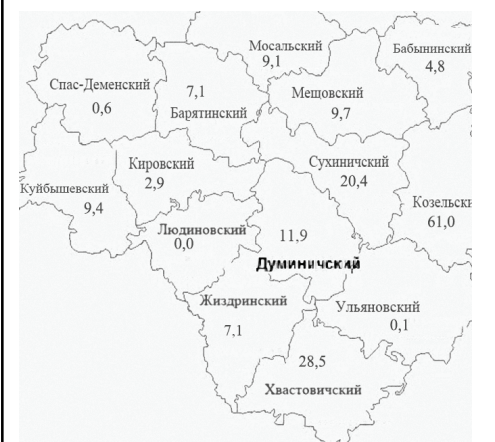 Мосальский
9,1
Бабынинский
4,8
Спас-Деменский
0,6
7,1
Барятинский
Мещовский
9,7
Кировский
2,9
Сухиничский
20,4
Куйбышевский
9,4
Козельски
61,0
Людиновский
0,0
11,9
Думиничский
Жиздринский
7,1
Ульяновский
0,1
28,5
Хвастовичский